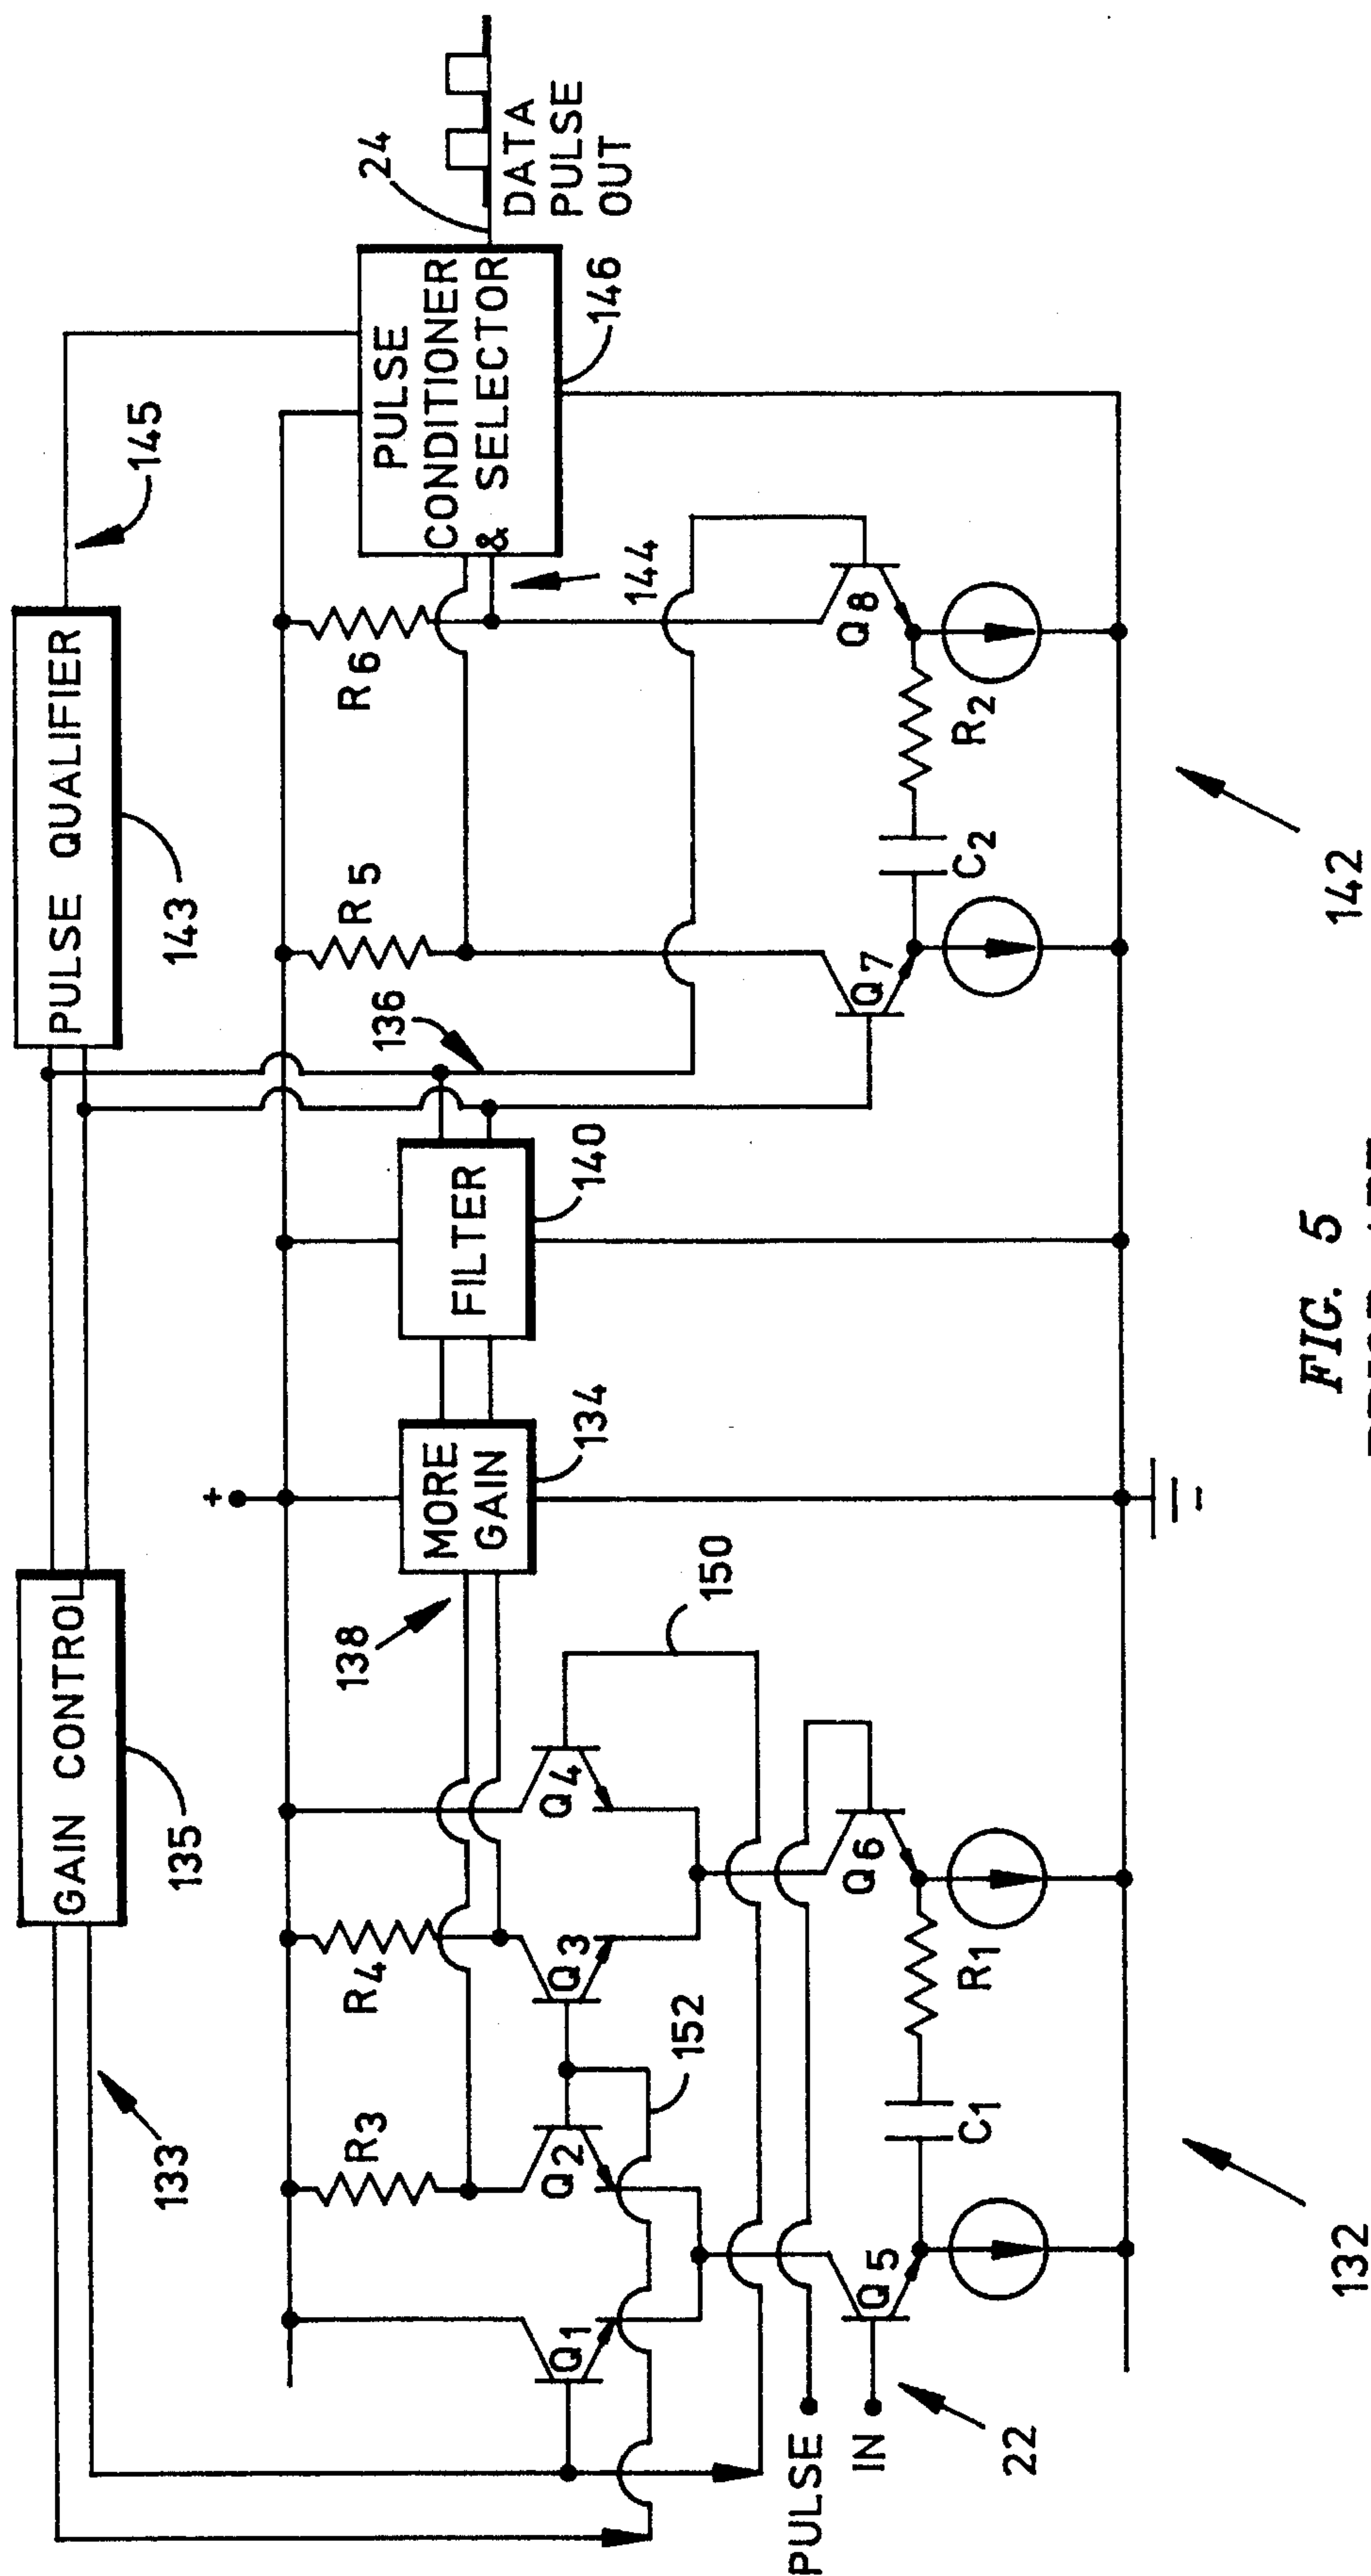 GAIN CONTROL
135
133
PULSE QUALIFIER
143
145
+
R3
R4
138
MORE
GAIN
134
FILTER
140
136
R5
R6
PULSE
CONDITIONER
& SELECTOR
146
144
24
DATA
PULSE
OUT
Q1
Q2
Q3
Q4
152
150
PULSE
IN
22
Q5
Q6
C1
R1
Q7
Q8
C2
R2
132
142
FIG. 5